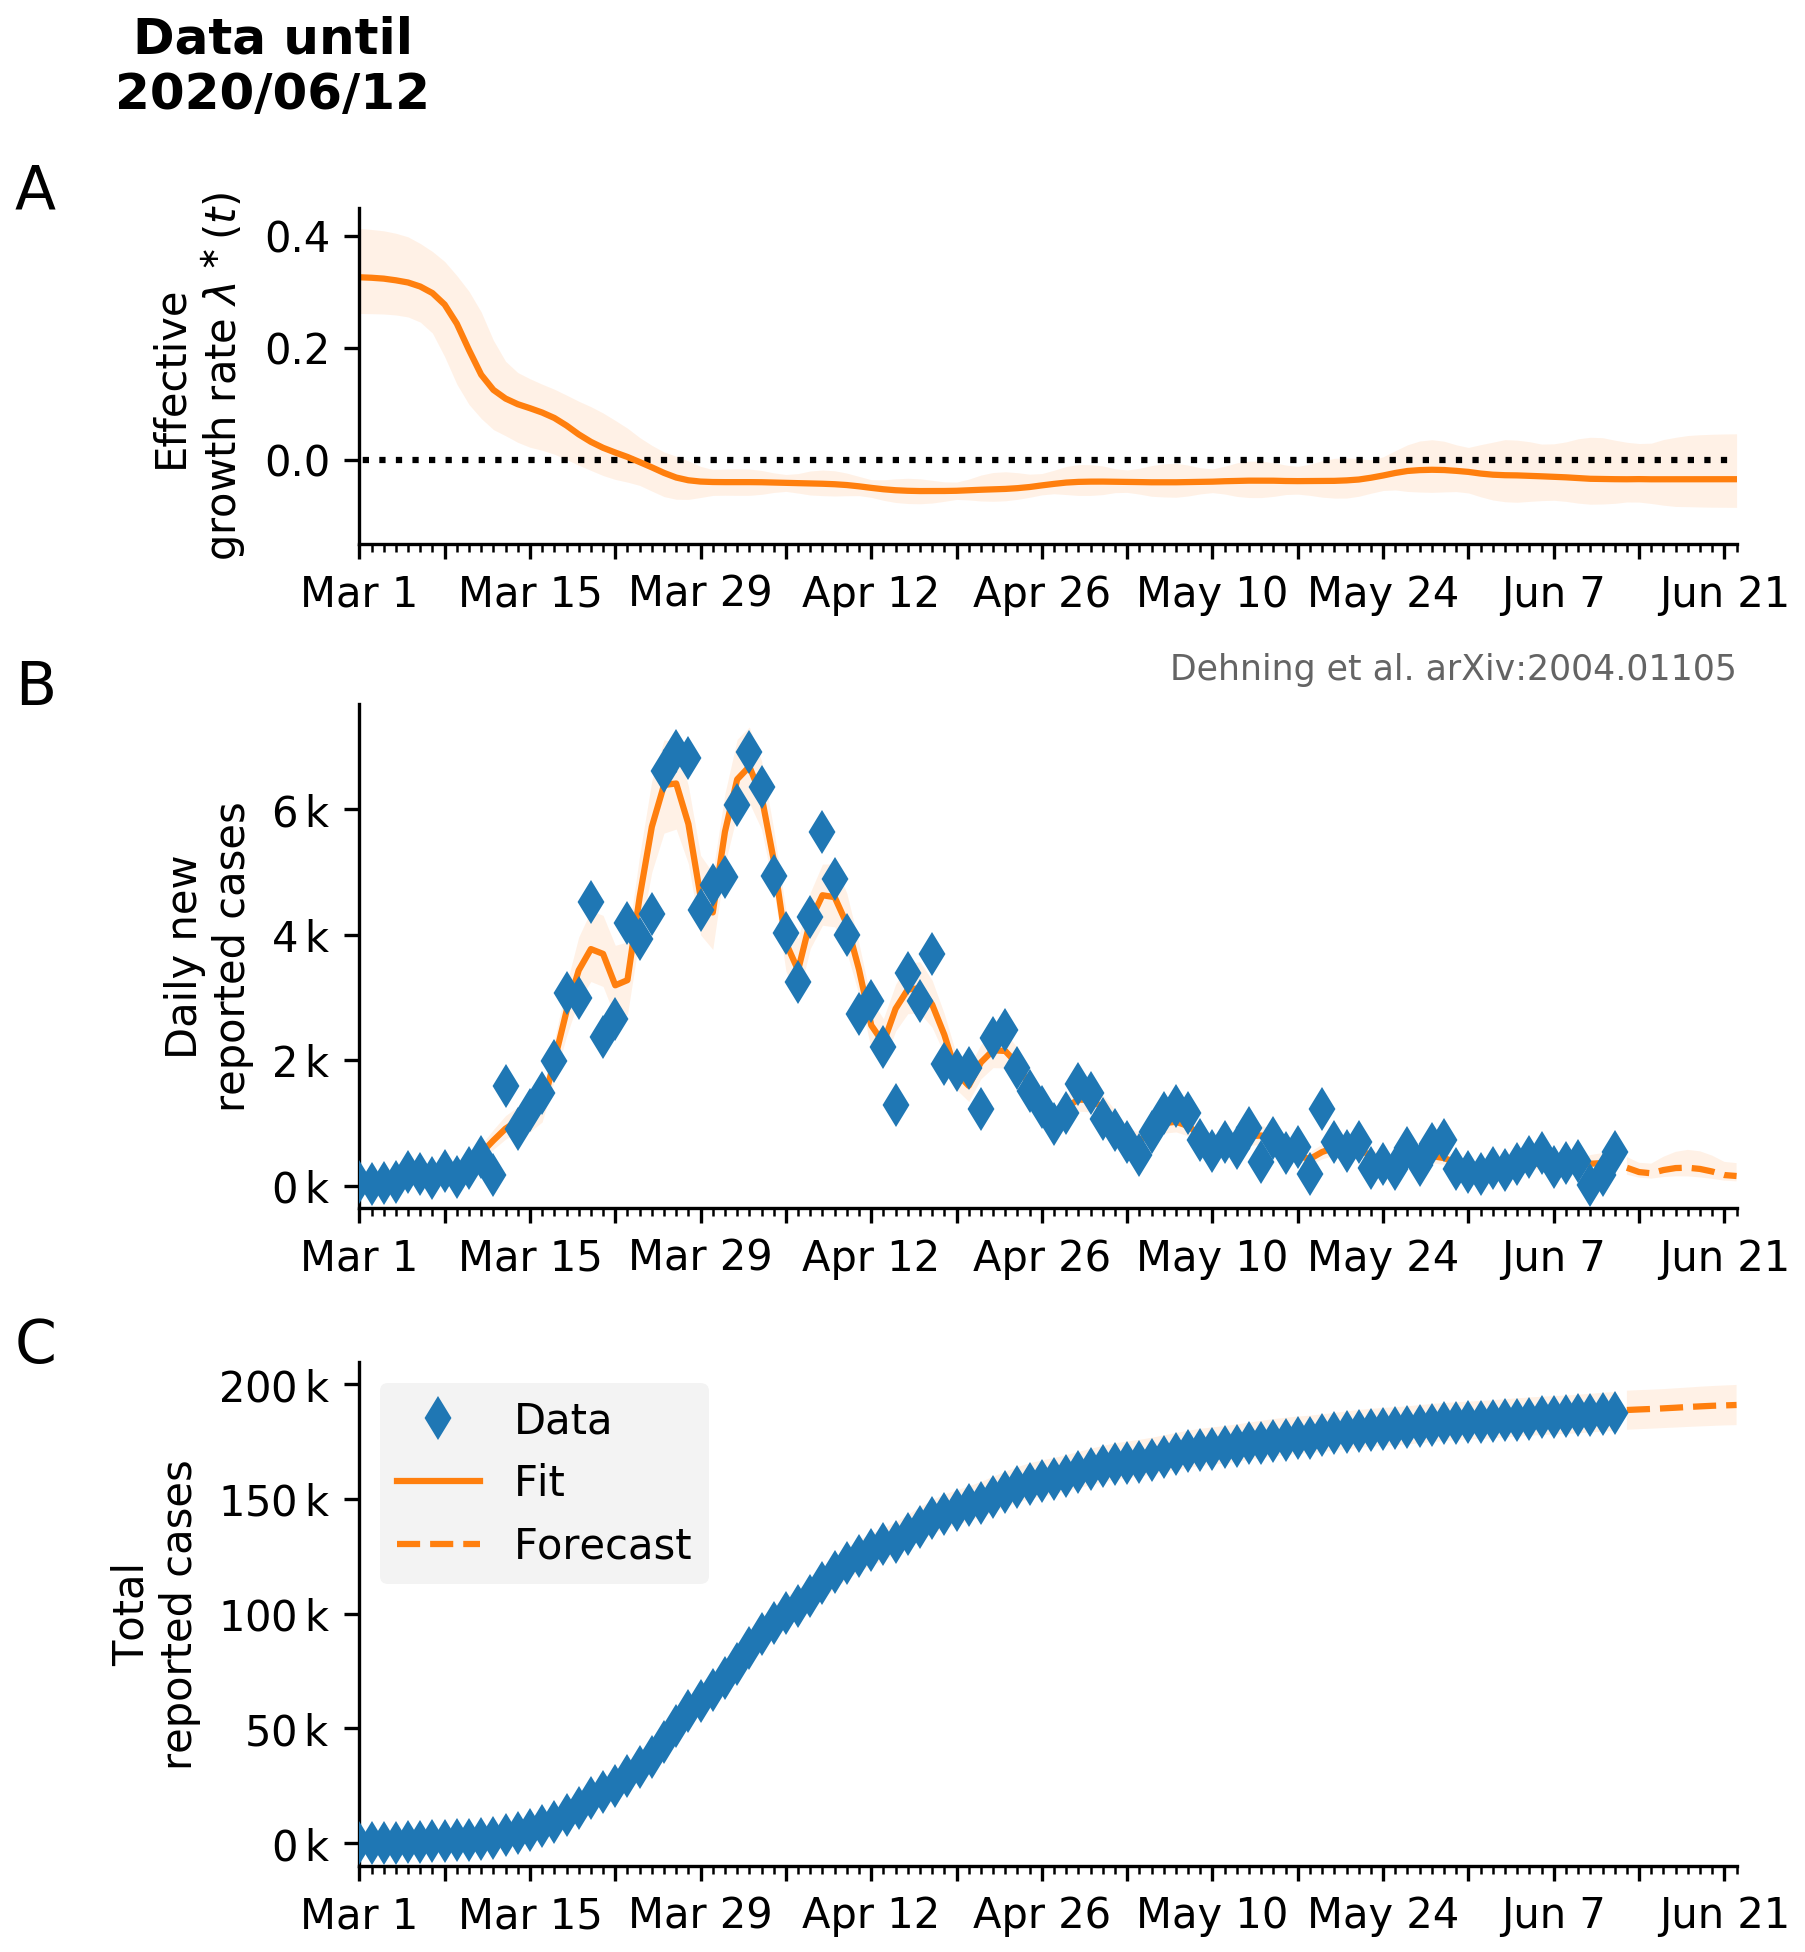 Data until
2020/06/12
A
Effective
growth rate λ * (t)
0.4
0.2
0.0
Mar 1 Mar 15 Mar 29 Apr 12 Apr 26 May 10 May 24 Jun 7 Jun 21
B
Dehning et al. arXiv:2004.01105
Daily new
reported cases
6 k
4 k
2 k
0 k
Mar 1 Mar 15 Mar 29 Apr 12 Apr 26 May 10 May 24 Jun 7 Jun 21
C
Total
reported cases
200 k
150 k
100 k
50 k
0 k
Data
Fit
Forecast
Mar 1 Mar 15 Mar 29 Apr 12 Apr 26 May 10 May 24 Jun 7 Jun 21